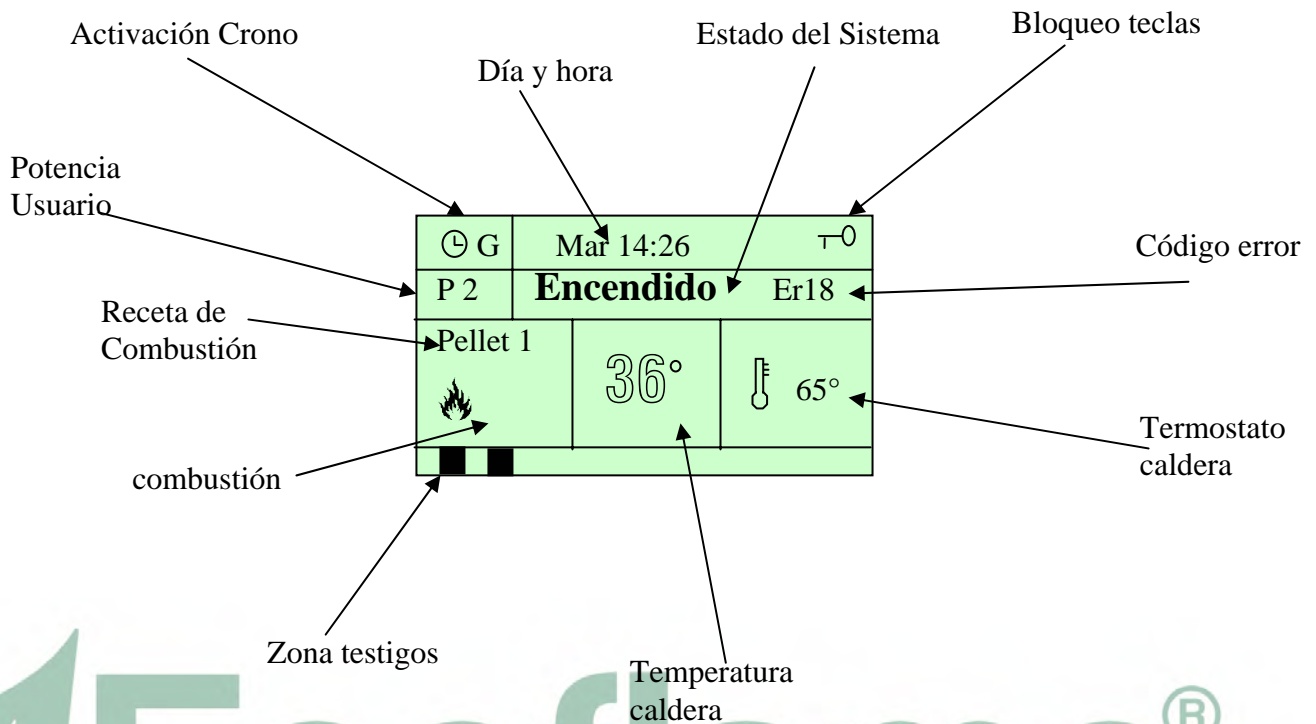 Activación Crono
Día y hora
Estado del Sistema
Bloqueo teclas
Potencia
Usuario
G
Mar 14:26
Código error
P 2
Encendido
Er18
Receta de
Combustión
Pellet 1
36°
65°
Termostato
caldera
combustión
Zona testigos
Temperatura
caldera
®